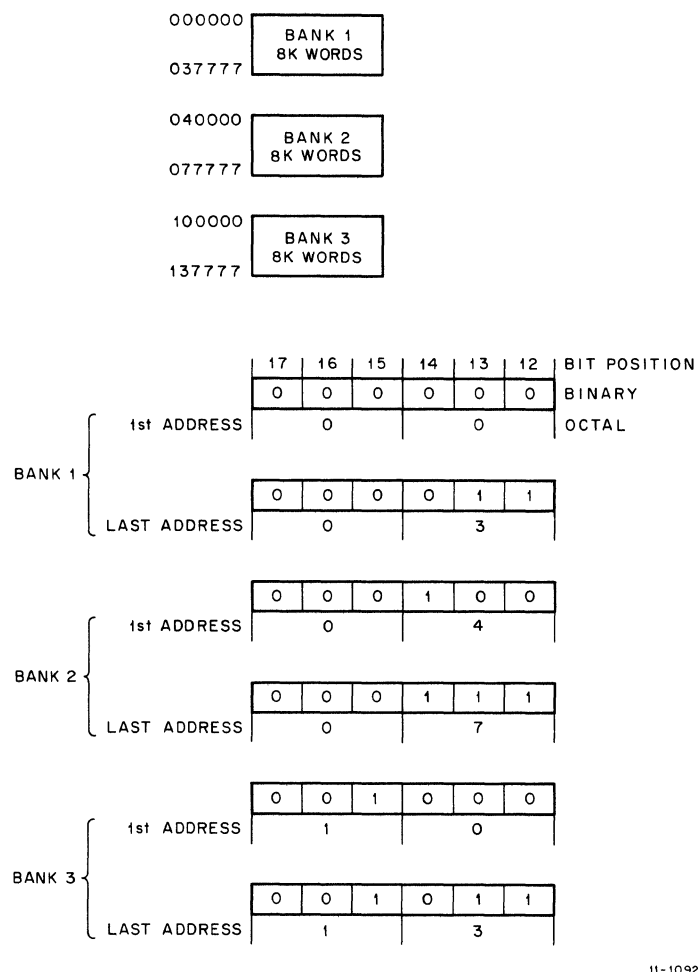 000000
BANK 1
8K WORDS
037777
040000
BANK 2
8K WORDS
077777
100000
BANK 3
8K WORDS
137777
17 16 15 14 13 12 BIT POSITION
0 0 0 0 0 0 BINARY
1st ADDRESS 0 0 OCTAL
BANK 1
0 0 0 0 1 1
LAST ADDRESS 0 3
0 0 0 1 0 0
1st ADDRESS 0 4
BANK 2
0 0 0 1 1 1
LAST ADDRESS 0 7
0 0 1 0 0 0
1st ADDRESS 1 0
BANK 3
0 0 1 0 1 1
LAST ADDRESS 1 3
11-1092